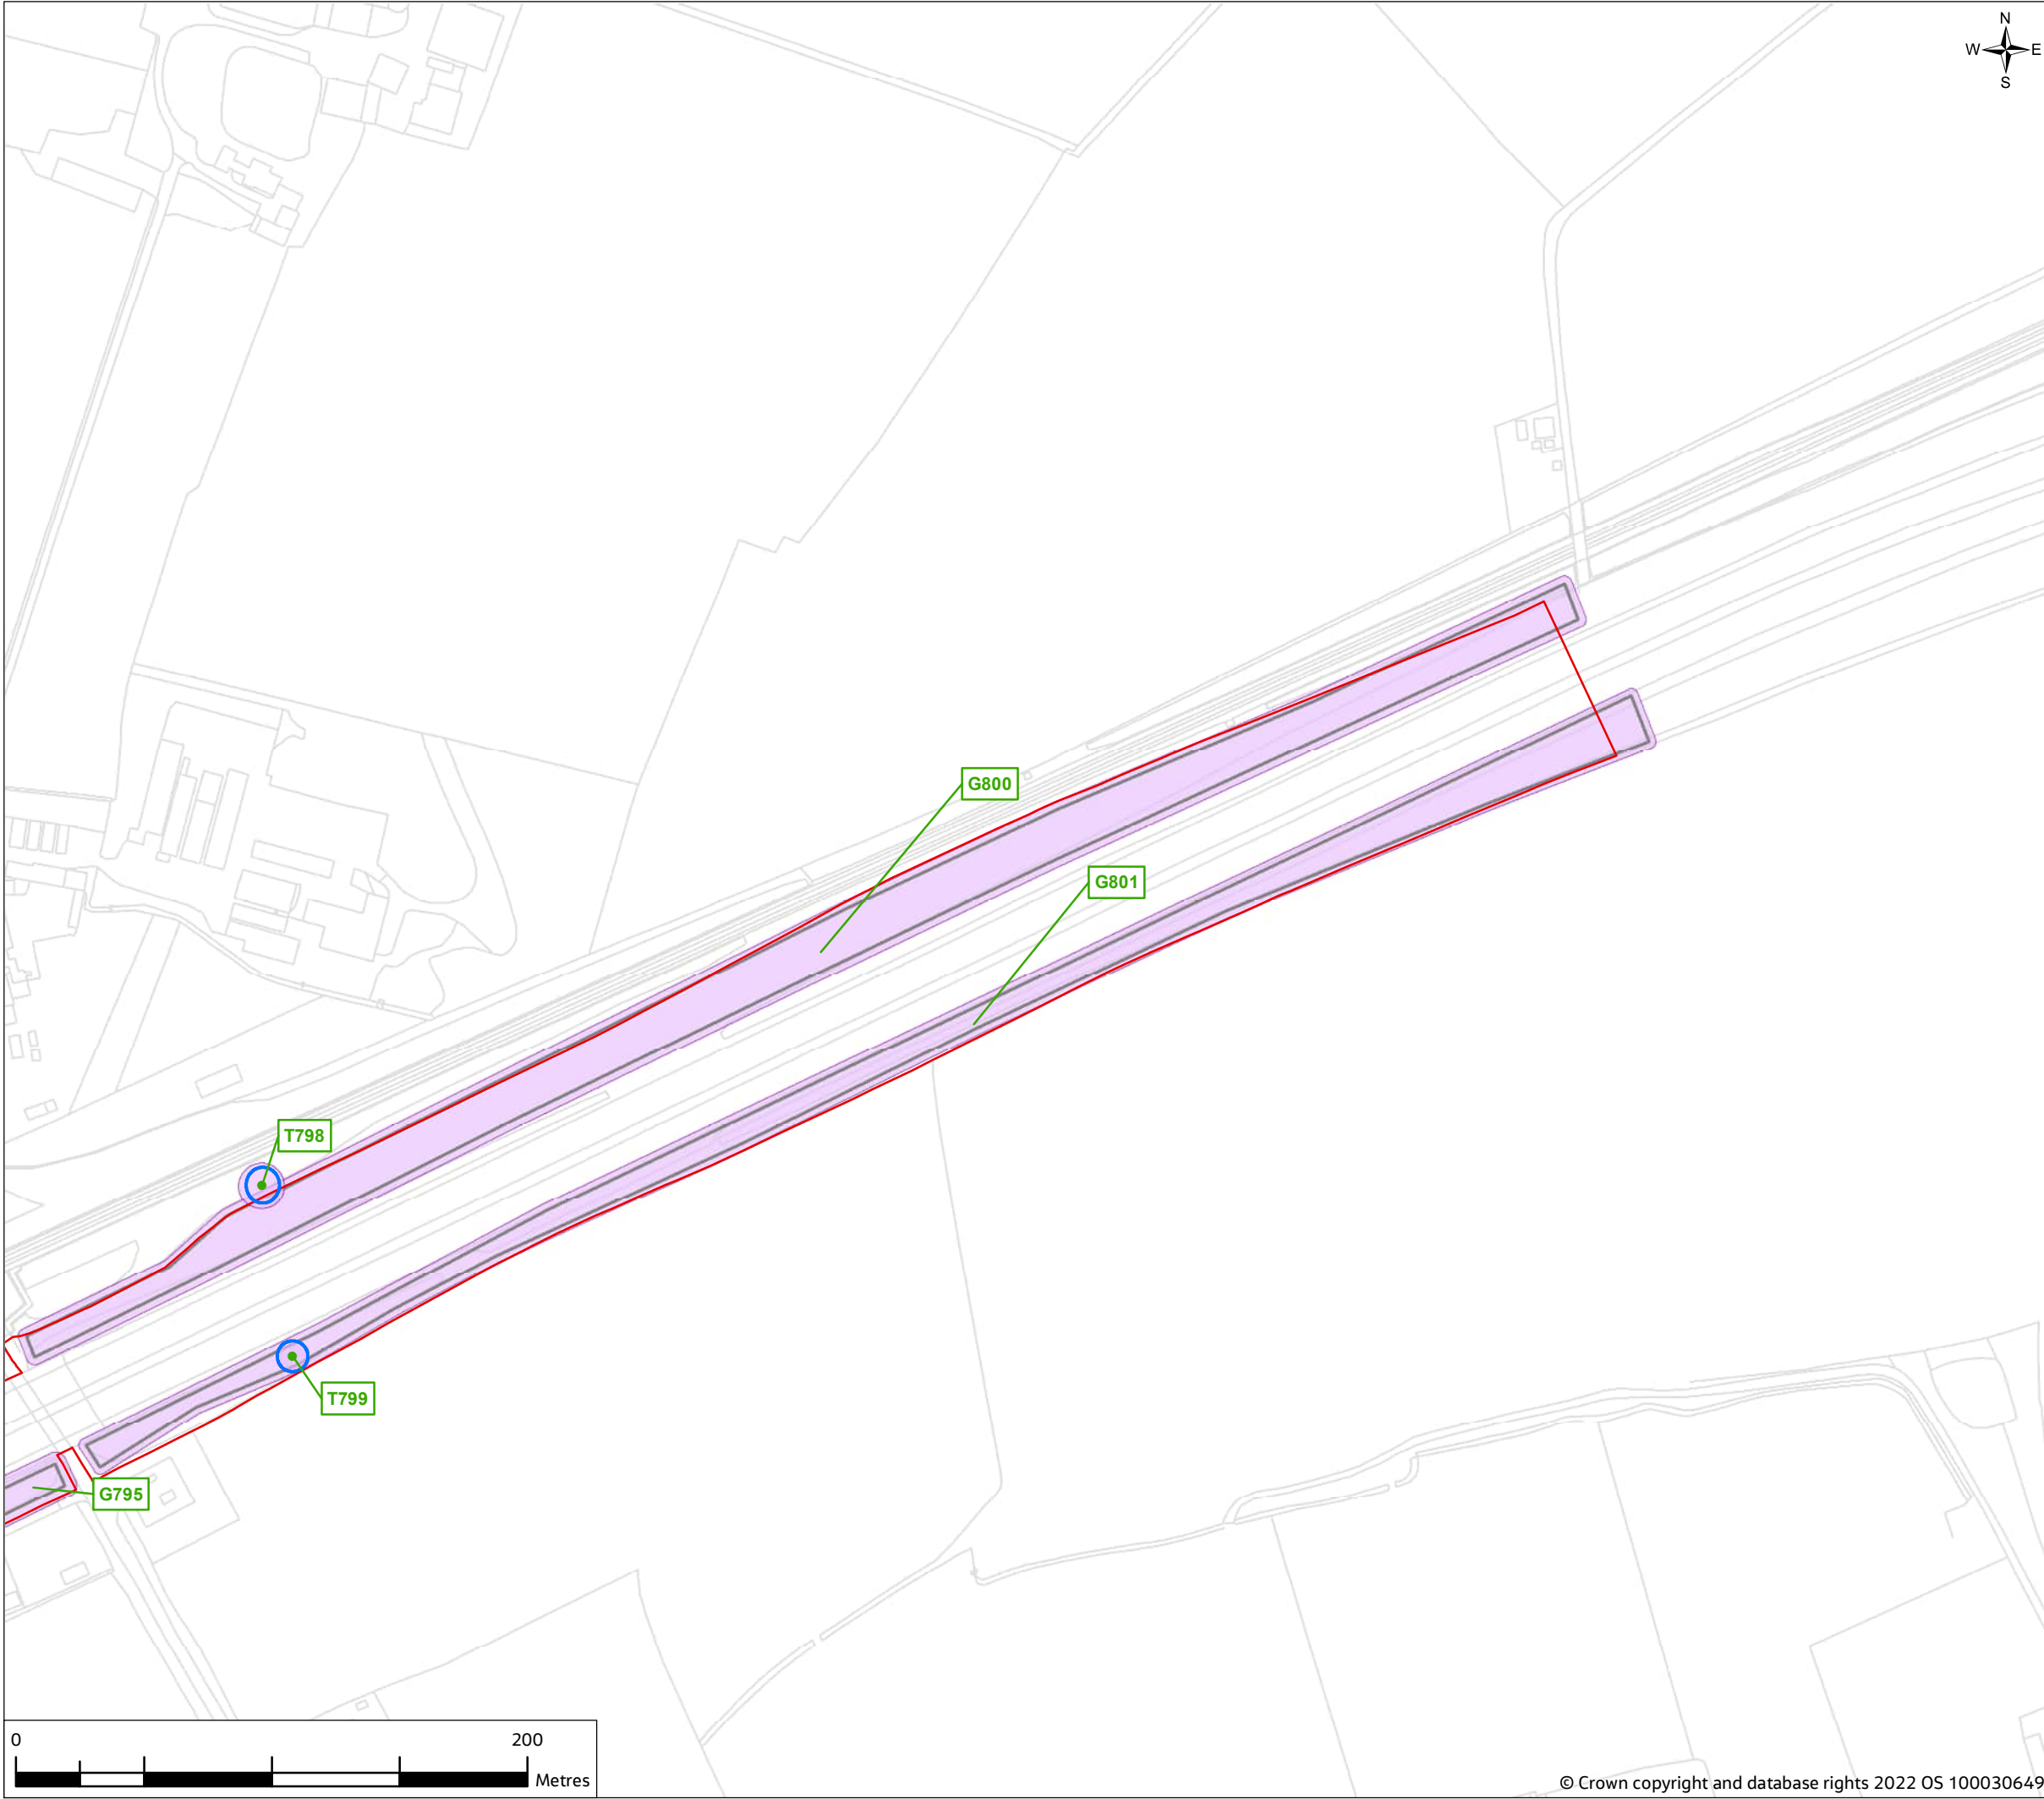 N
W E
S
G800
G801
T798
T799
G795
0 200
Metres
© Crown copyright and database rights 2022 OS 100030649